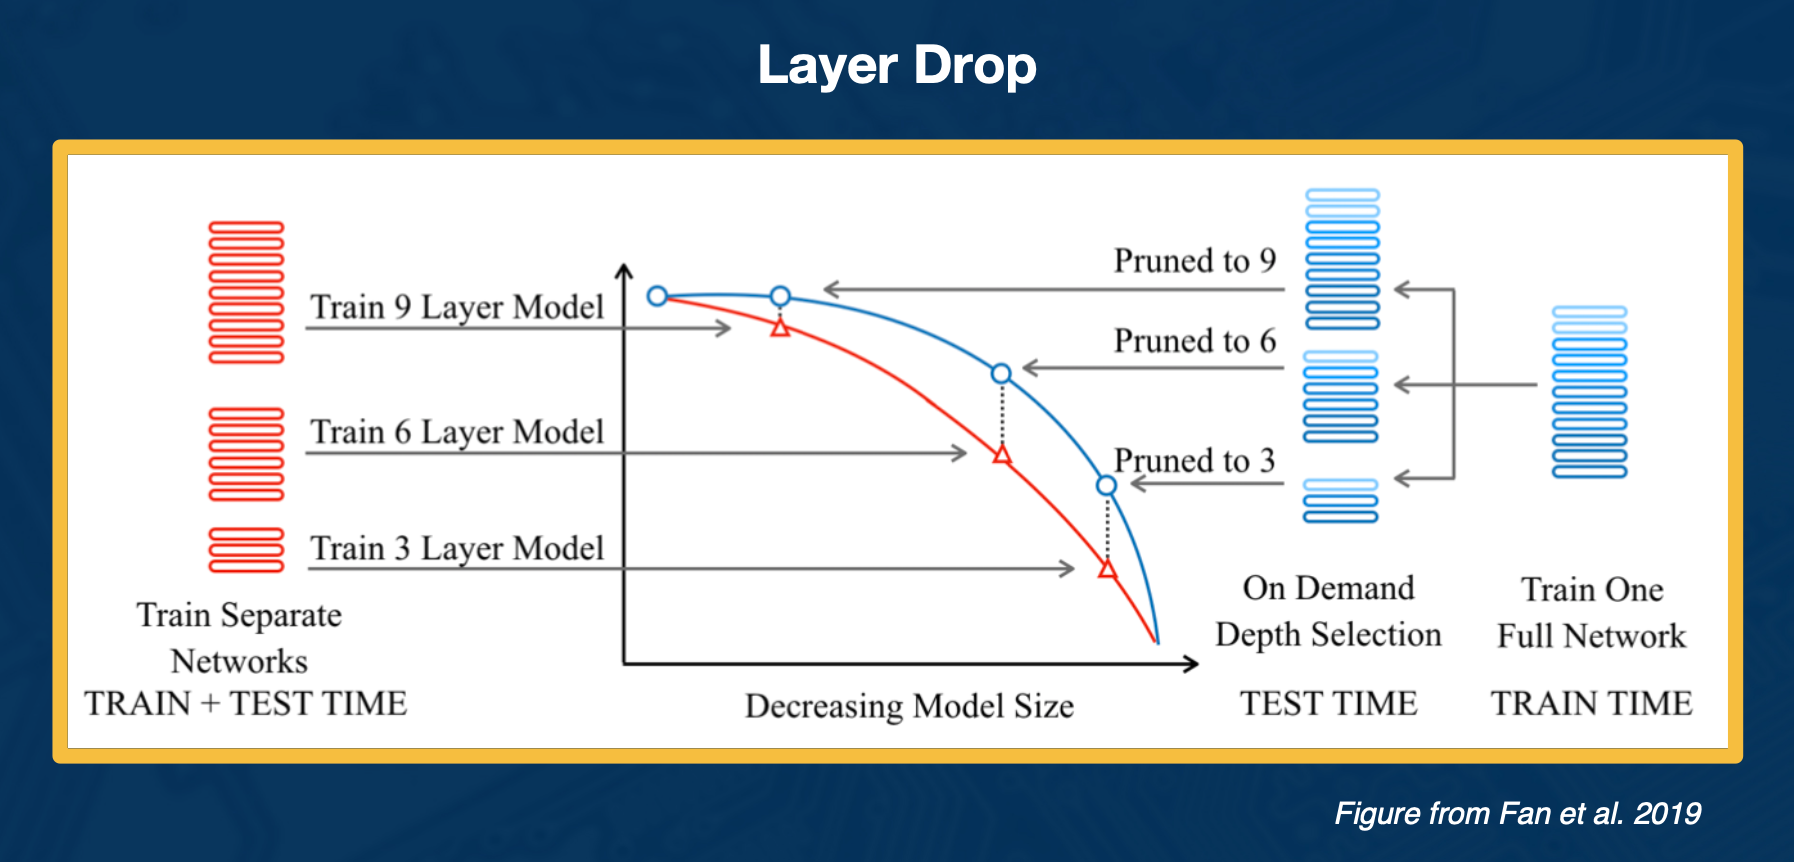 Layer Drop
Train 9 Layer Model
Train 6 Layer Model
Train 3 Layer Model
Train Separate
Networks
TRAIN + TEST TIME
Decreasing Model Size
Pruned to 9
Pruned to 6
Pruned to 3
On Demand
Depth Selection
TEST TIME
Train One
Full Network
TRAIN TIME
Figure from Fan et al. 2019